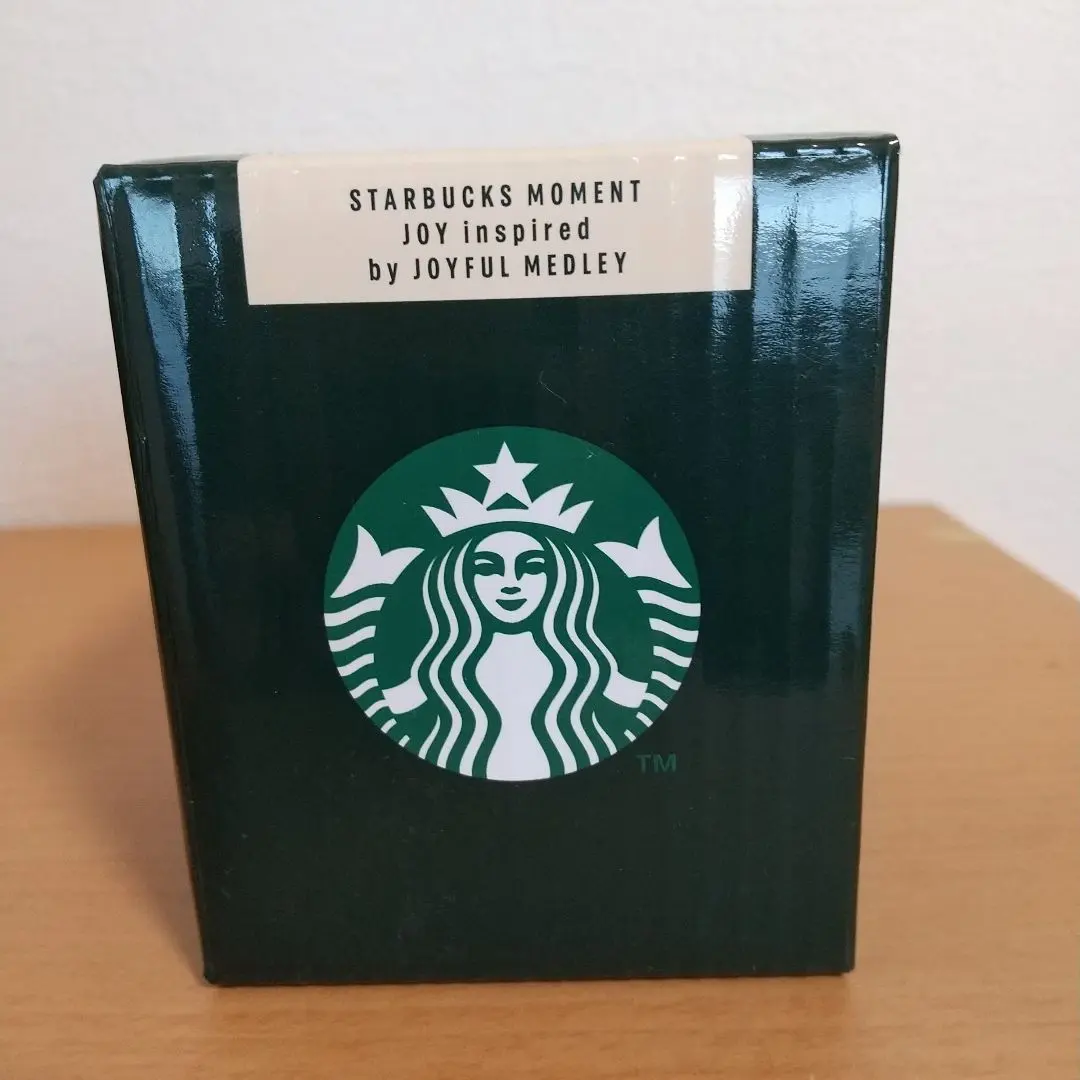 STARBUCKS MOMENT
JOY inspired
by JOYFUL MEDLEY
TM